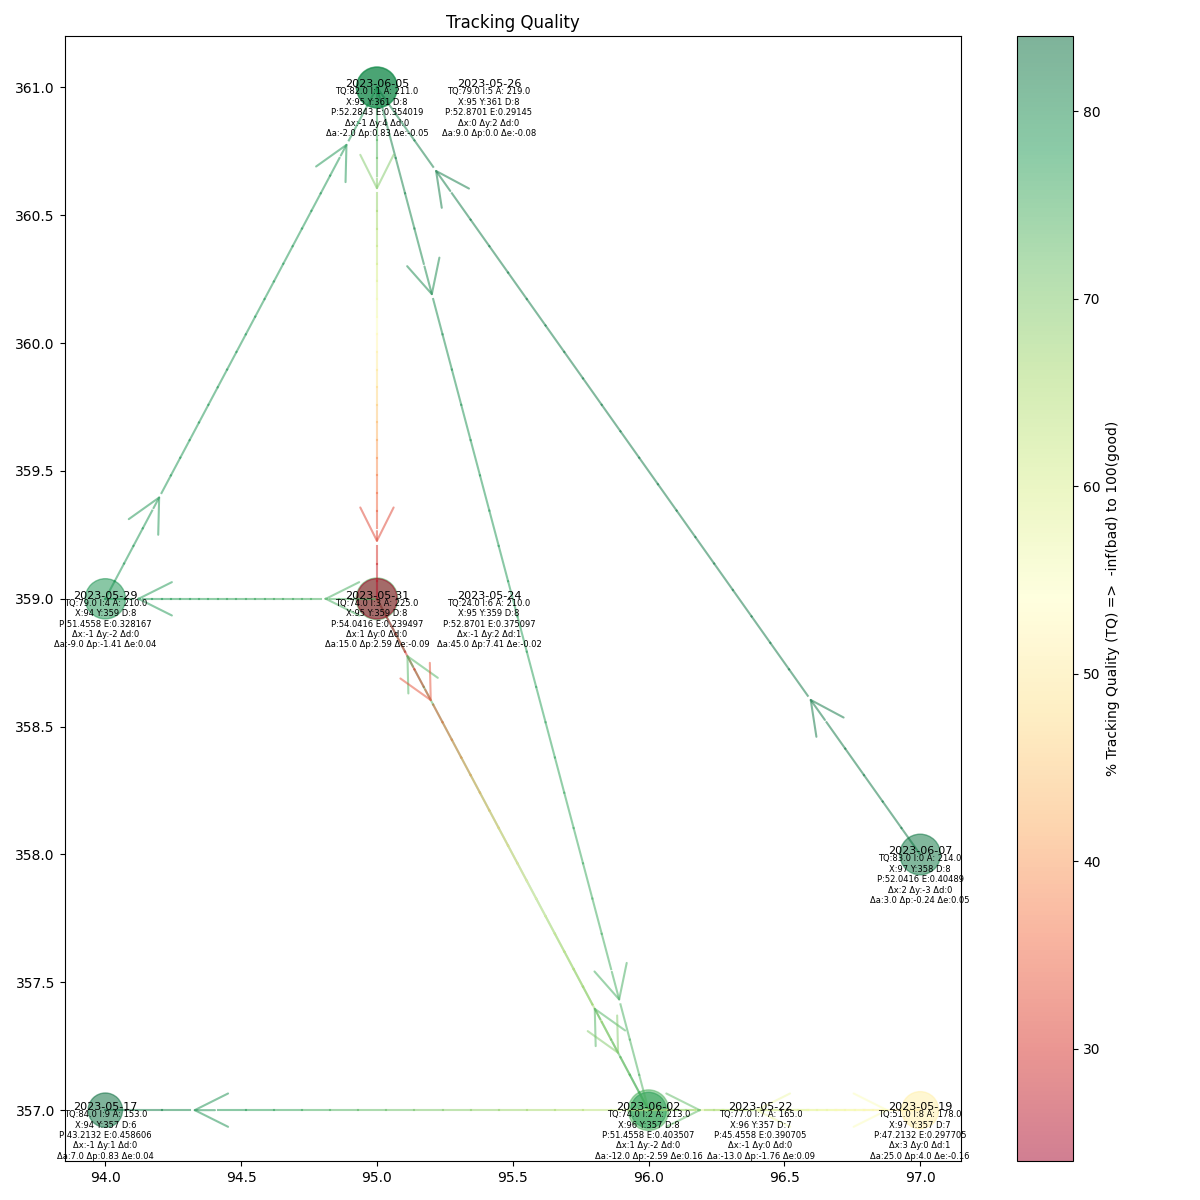 Tracking Quality
361.0
360.5
360.0
359.5
359.0
358.5
358.0
357.5
357.0
94.0
94.5
95.0
95.5
96.0
96.5
97.0
2023-06-05
TQ:82.0 I:1 A: 211.0
X:95 Y:361 D:8
P:52.2843 E:0.354019
Δx:-1 Δy:4 Δd:0
Δa:-2.0 Δp:0.83 Δe:-0.05
2023-05-26
TQ:79.0 I:5 A: 219.0
X:95 Y:361 D:8
P:52.8701 E:0.29145
Δx:0 Δy:2 Δd:0
Δa:9.0 Δp:0.0 Δe:-0.08
2023-05-29
TQ:79.0 I:4 A: 210.0
X:94 Y:359 D:8
P:51.4558 E:0.328167
Δx:-1 Δy:-2 Δd:0
Δa:-9.0 Δp:-1.41 Δe:0.04
2023-05-31
TQ:74.0 I:3 A: 225.0
X:95 Y:359 D:8
P:54.0416 E:0.239497
Δx:1 Δy:0 Δd:0
Δa:15.0 Δp:2.59 Δe:-0.09
2023-05-24
TQ:24.0 I:6 A: 210.0
X:95 Y:359 D:8
P:52.8701 E:0.375097
Δx:-1 Δy:2 Δd:1
Δa:45.0 Δp:7.41 Δe:-0.02
2023-06-07
TQ:83.0 I:0 A: 214.0
X:97 Y:358 D:8
P:52.0416 E:0.40489
Δx:2 Δy:-3 Δd:0
Δa:3.0 Δp:-0.24 Δe:0.05
2023-05-17
TQ:84.0 I:9 A: 153.0
X:94 Y:357 D:6
P:43.2132 E:0.458606
Δx:-1 Δy:1 Δd:0
Δa:7.0 Δp:0.83 Δe:0.04
2023-06-02
TQ:74.0 I:2 A: 213.0
X:96 Y:357 D:8
P:51.4558 E:0.403507
Δx:1 Δy:-2 Δd:0
Δa:-12.0 Δp:-2.59 Δe:0.16
2023-05-22
TQ:77.0 I:7 A: 165.0
X:96 Y:357 D:7
P:45.4558 E:0.390705
Δx:-1 Δy:0 Δd:0
Δa:-13.0 Δp:-1.76 Δe:0.09
2023-05-19
TQ:51.0 I:8 A: 178.0
X:97 Y:357 D:7
P:47.2132 E:0.297705
Δx:3 Δy:0 Δd:1
Δa:25.0 Δp:4.0 Δe:-0.16
80
70
60
50
40
30
% Tracking Quality (TQ) => -inf(bad) to 100(good)